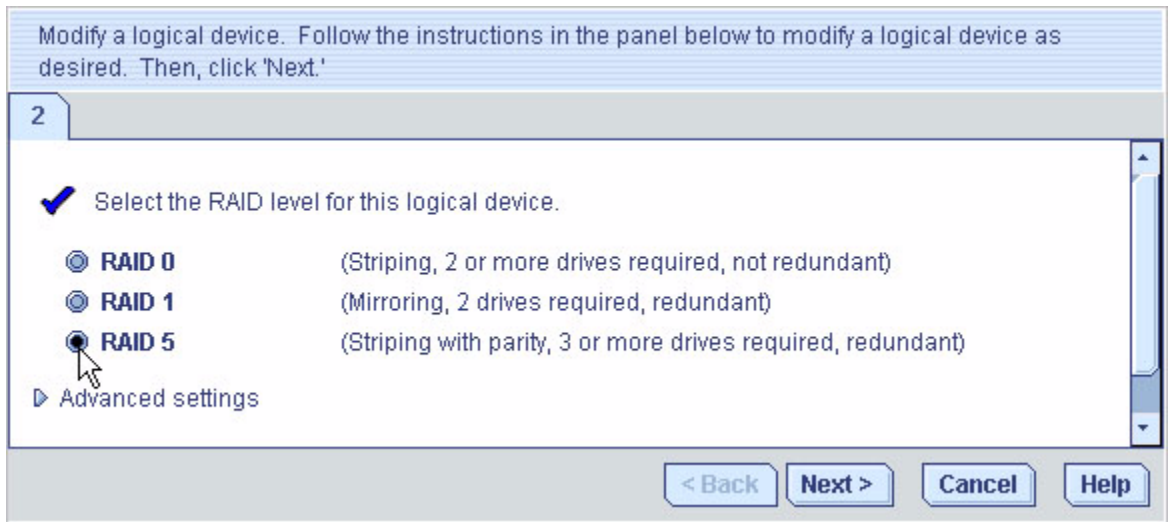 Modify a logical device. Follow the instructions in the panel below to modify a logical device as
desired. Then, click 'Next.'
2
Select the RAID level for this logical device.
RAID 0 (Striping, 2 or more drives required, not redundant)
RAID 1 (Mirroring, 2 drives required, redundant)
RAID 5 (Striping with parity, 3 or more drives required, redundant)
Advanced settings
< Back Next > Cancel Help